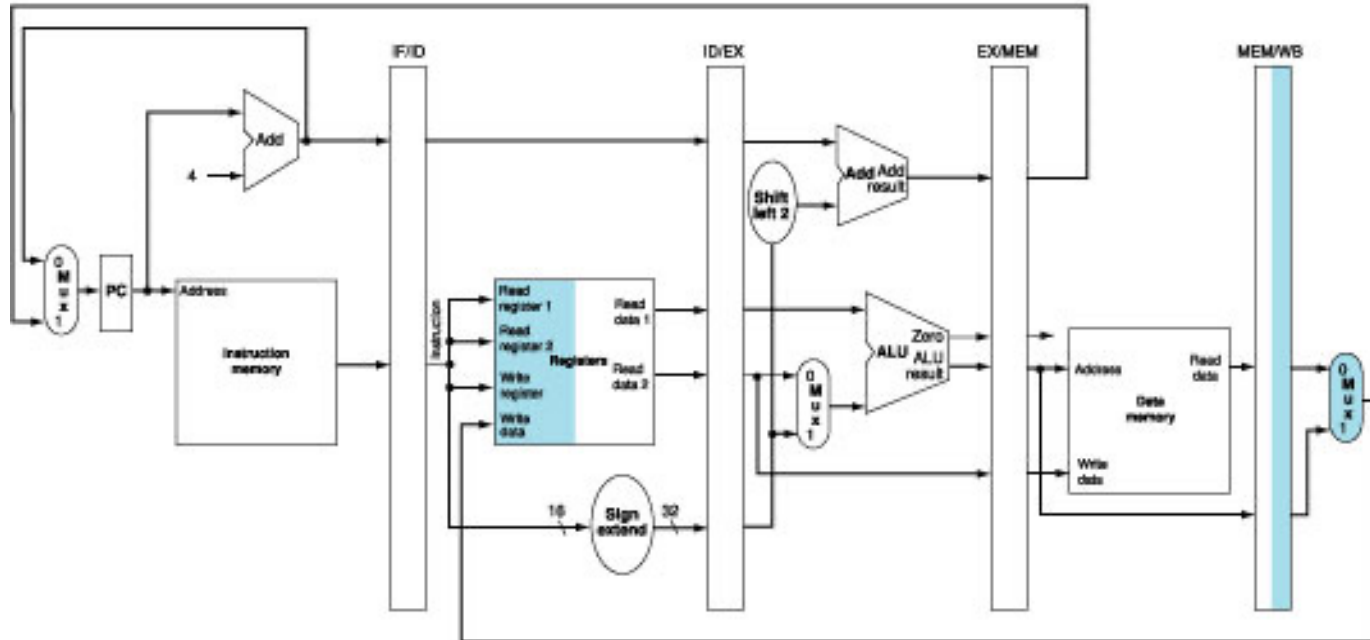 IF/ID
ID/EX
EX/MEM
MEM/WB
Add
4
Add Add
result
Shift
left 2
0
M
u
x
1
PC
Address
Instruction
memory
Instruction
Read
register 1
Read
register 2
Write
register
Write
data
Registers
Read
data 1
Read
data 2
16
Sign
extend
32
0
M
u
x
1
Zero
ALU
ALU
result
Address
Read
data
Data
memory
Write
data
0
M
u
x
1